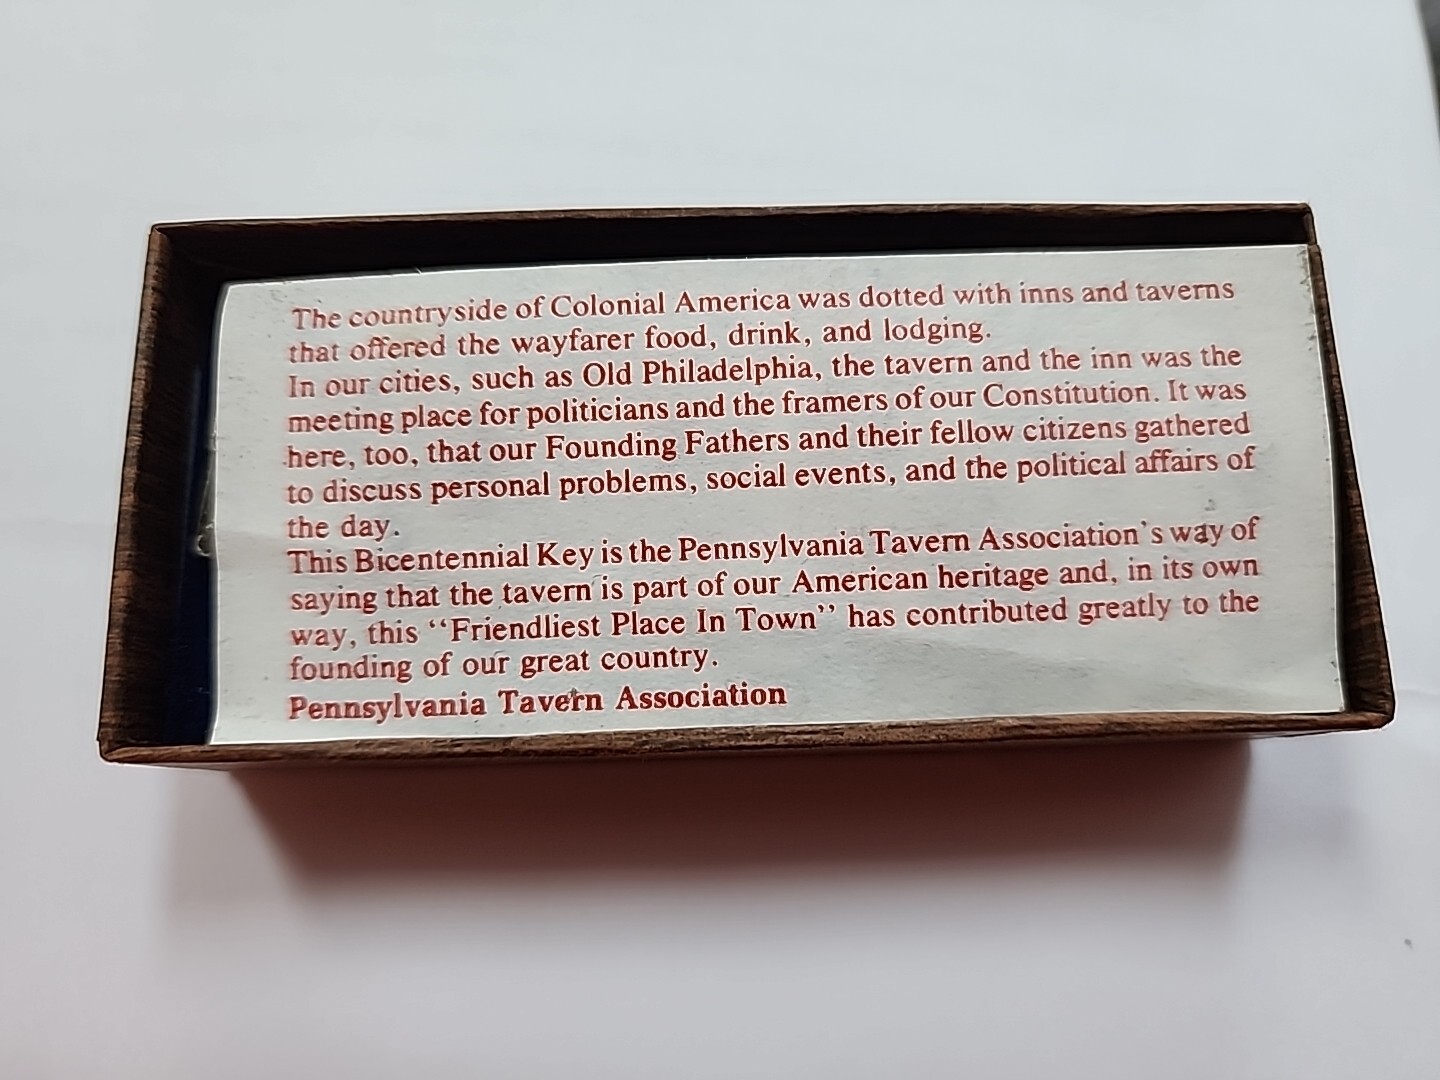 The countryside of Colonial America was dotted with inns and taverns
that offered the wayfarer food, drink, and lodging.
In our cities, such as Old Philadelphia, the tavern and the inn was the
meeting place for politicians and the framers of our Constitution. It was
here, too, that our Founding Fathers and their fellow citizens gathered
to discuss personal problems, social events, and the political affairs of
the day.
This Bicentennial Key is the Pennsylvania Tavern Association's way of
saying that the tavern is part of our American heritage and, in its own
way, this “Friendliest Place In Town” has contributed greatly to the
founding of our great country.
Pennsylvania Tavern Association